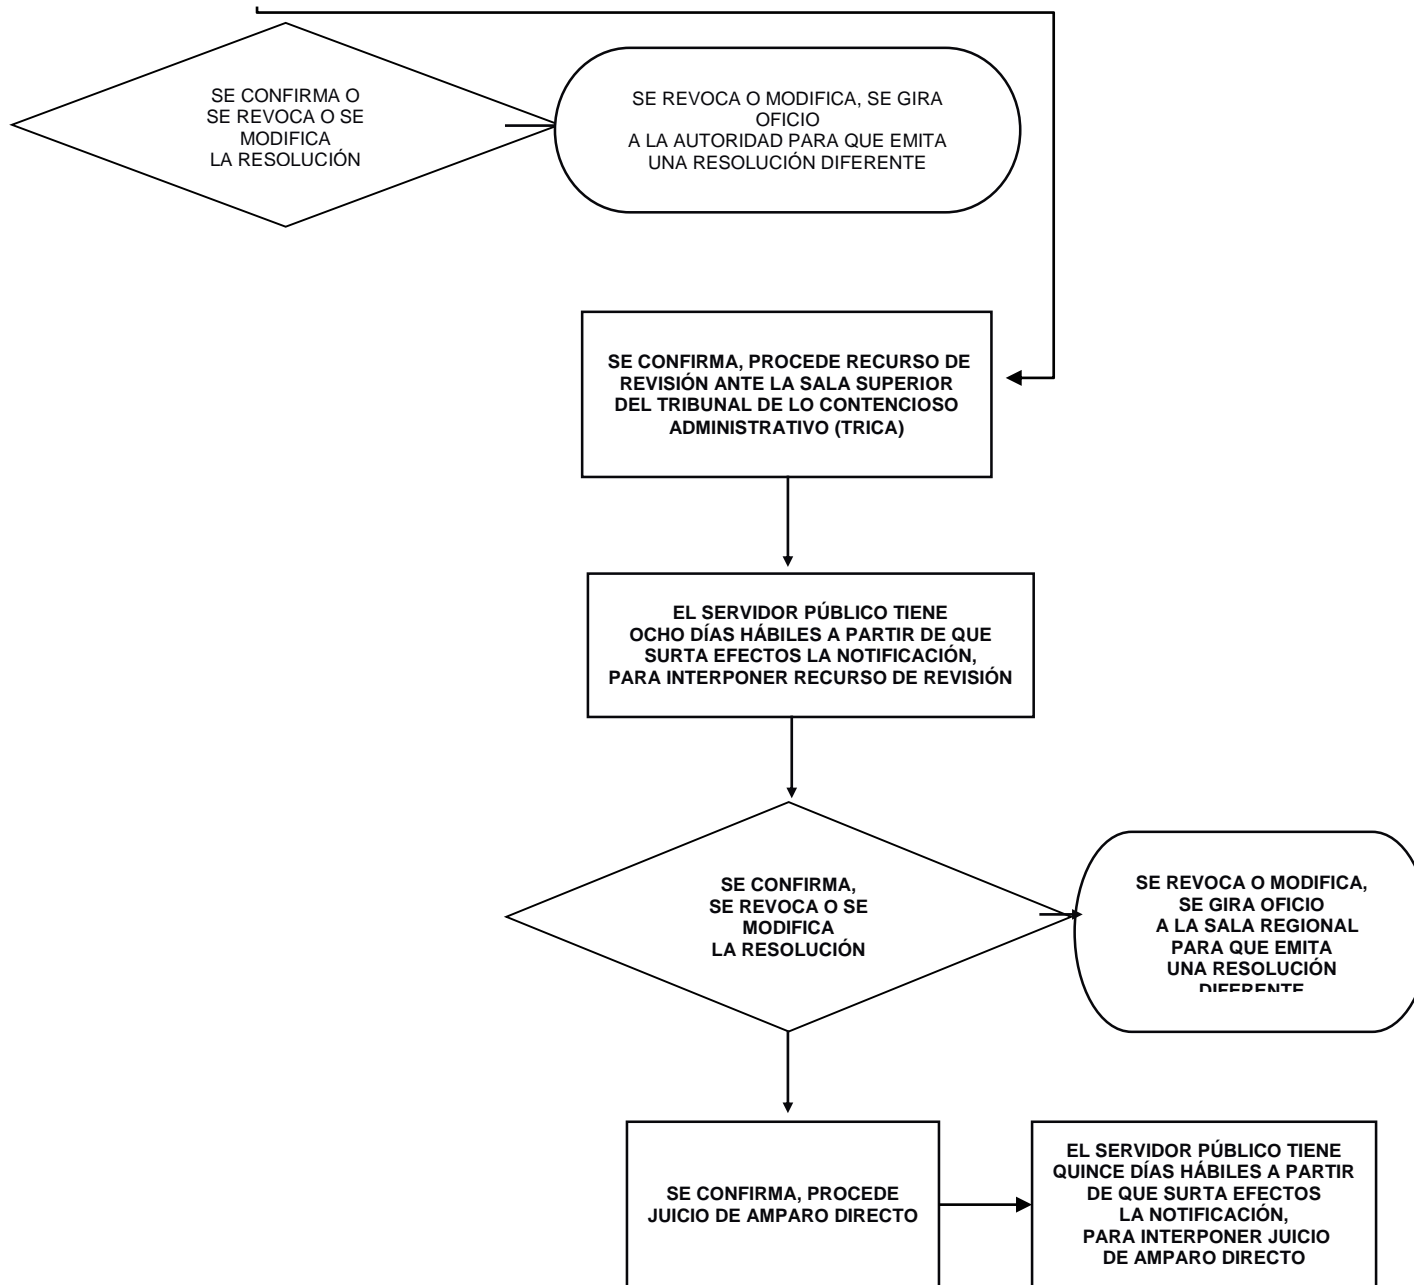 SE CONFIRMA O
SE REVOCA O SE
MODIFICA
LA RESOLUCIÓN
SE REVOCA O MODIFICA, SE GIRA
OFICIO
A LA AUTORIDAD PARA QUE EMITA
UNA RESOLUCIÓN DIFERENTE
SE CONFIRMA, PROCEDE RECURSO DE
REVISIÓN ANTE LA SALA SUPERIOR
DEL TRIBUNAL DE LO CONTENCIOSO
ADMINISTRATIVO (TRICA)
EL SERVIDOR PÚBLICO TIENE
OCHO DÍAS HÁBILES A PARTIR DE QUE
SURTA EFECTOS LA NOTIFICACIÓN,
PARA INTERPONER RECURSO DE REVISIÓN
SE CONFIRMA,
SE REVOCA O SE
MODIFICA
LA RESOLUCIÓN
SE REVOCA O MODIFICA,
SE GIRA OFICIO
A LA SALA REGIONAL
PARA QUE EMITA
UNA RESOLUCIÓN
DIFERENTE
SE CONFIRMA, PROCEDE
JUICIO DE AMPARO DIRECTO
EL SERVIDOR PÚBLICO TIENE
QUINCE DÍAS HÁBILES A PARTIR
DE QUE SURTA EFECTOS
LA NOTIFICACIÓN,
PARA INTERPONER JUICIO
DE AMPARO DIRECTO